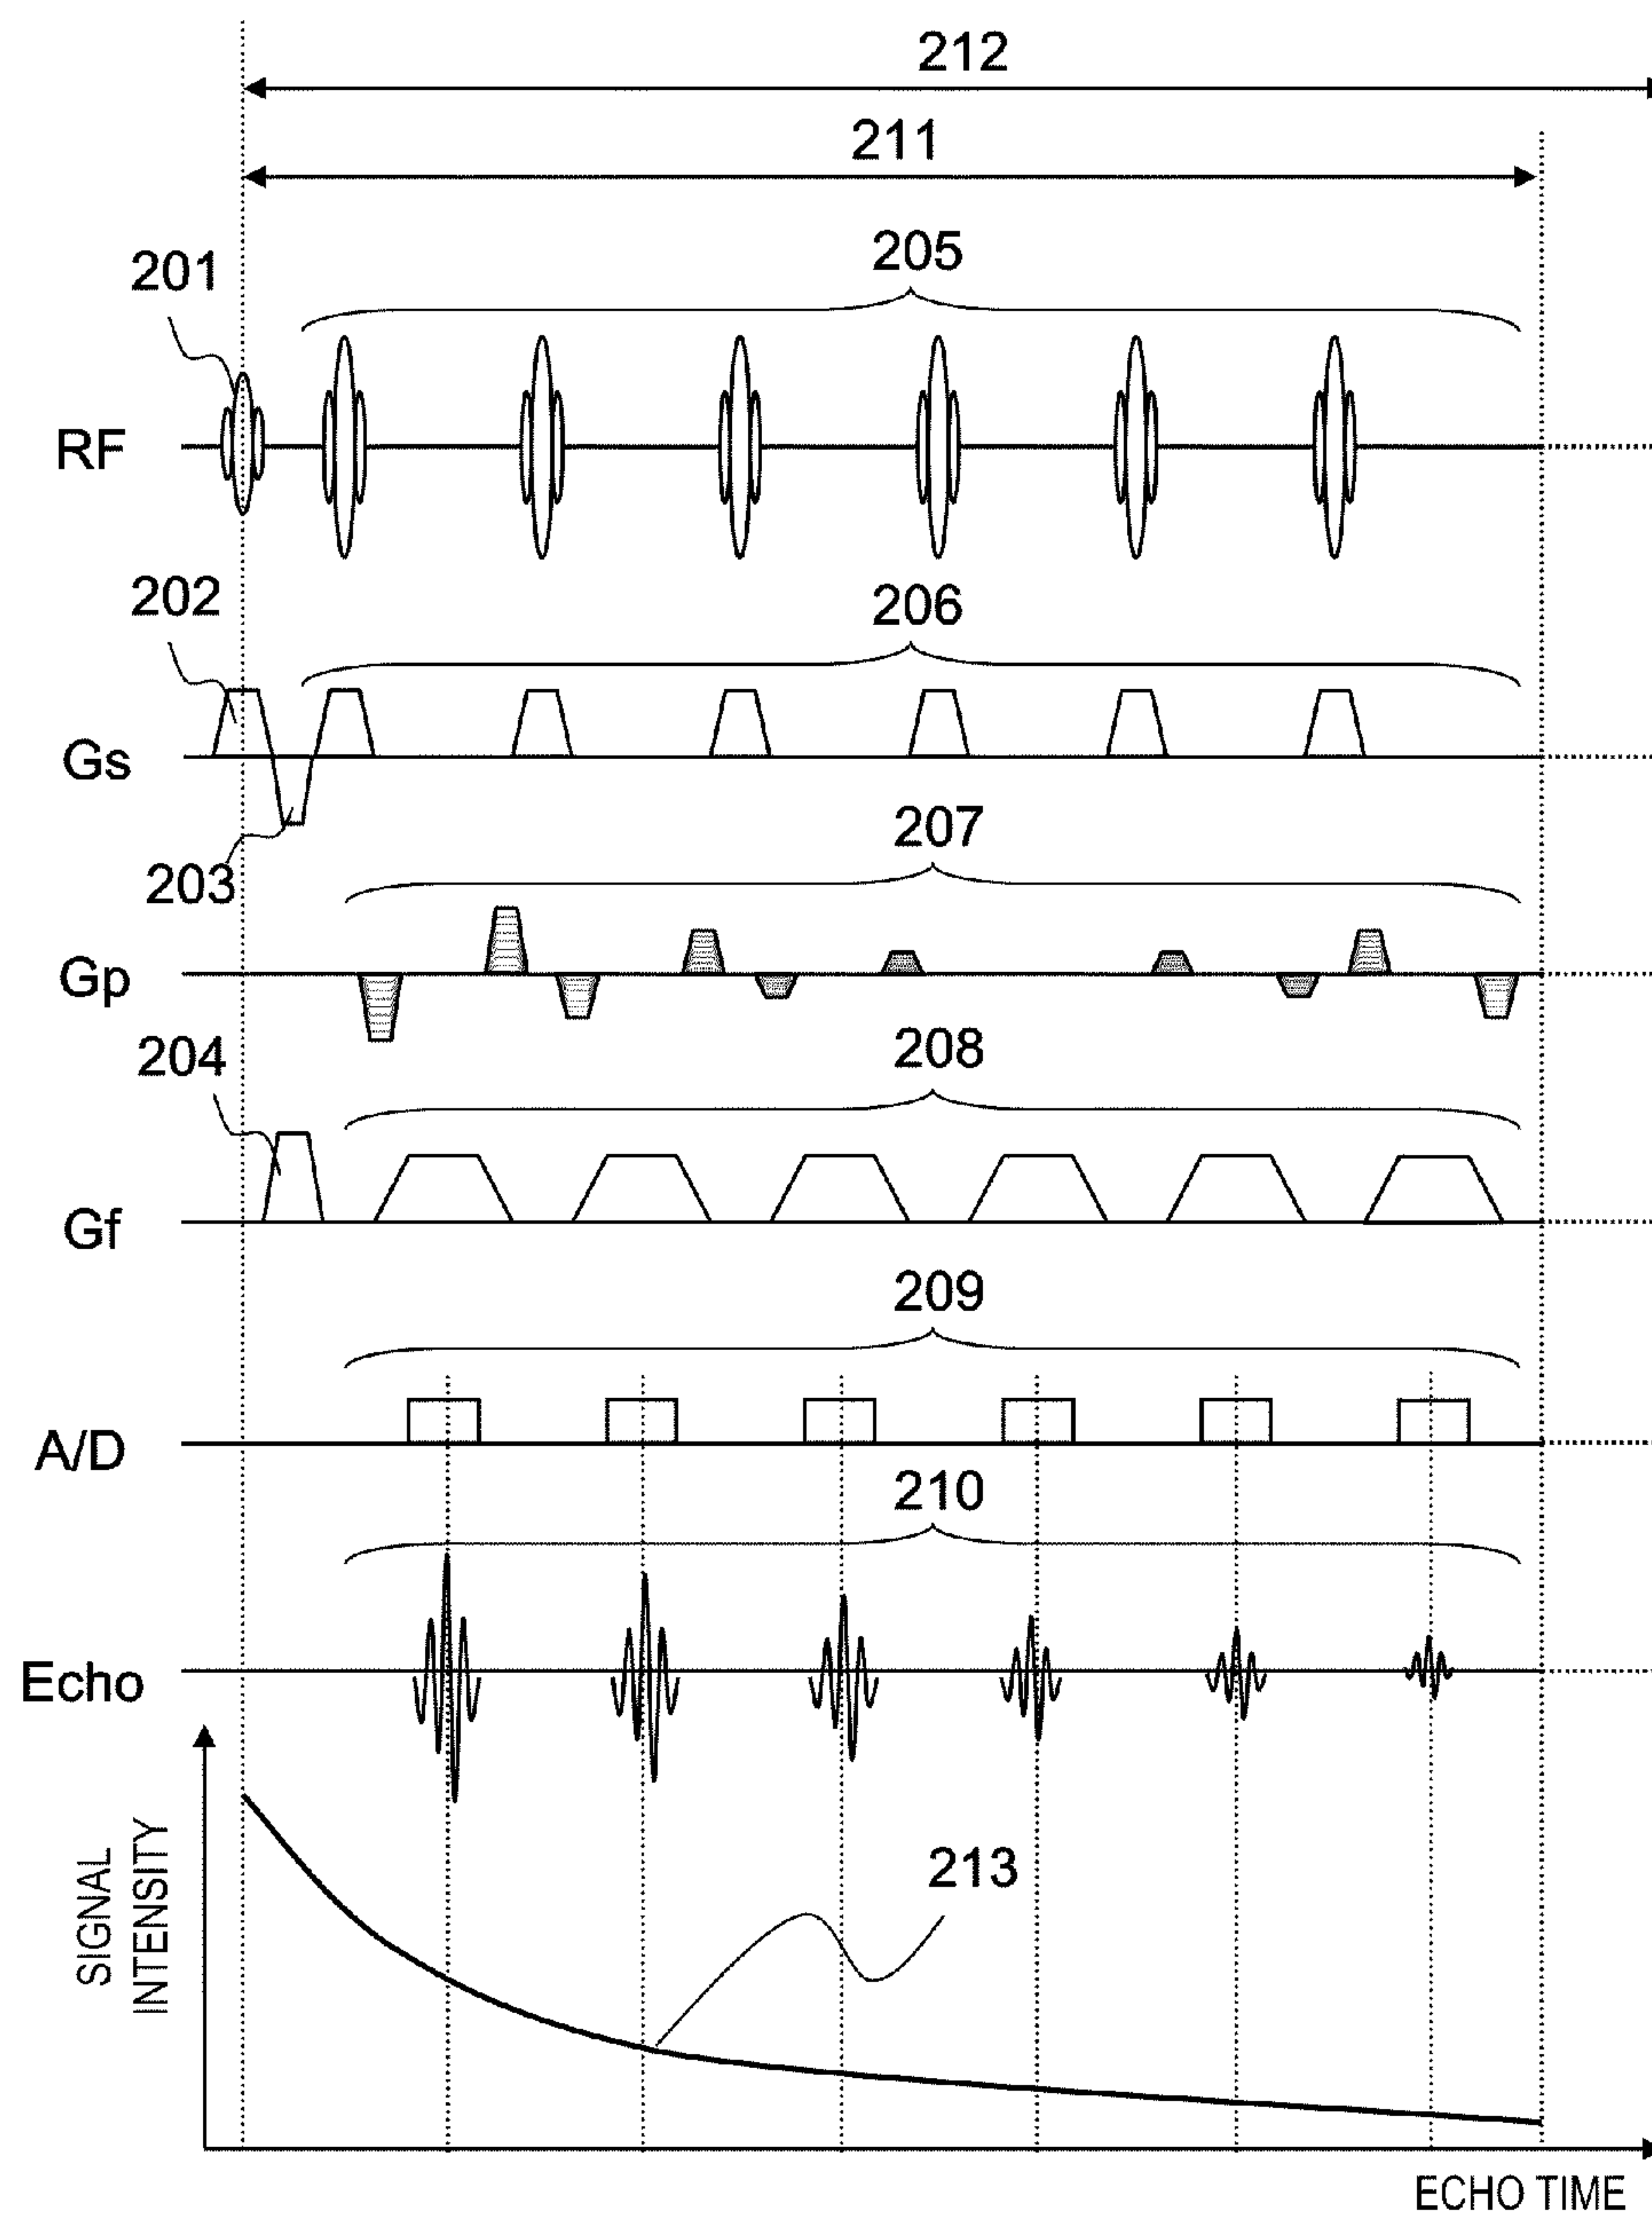 212
211
205
201
RF
202
206
Gs
203
207
Gp
204
208
Gf
209
A/D
210
Echo
SIGNAL
INTENSITY
213
ECHO TIME